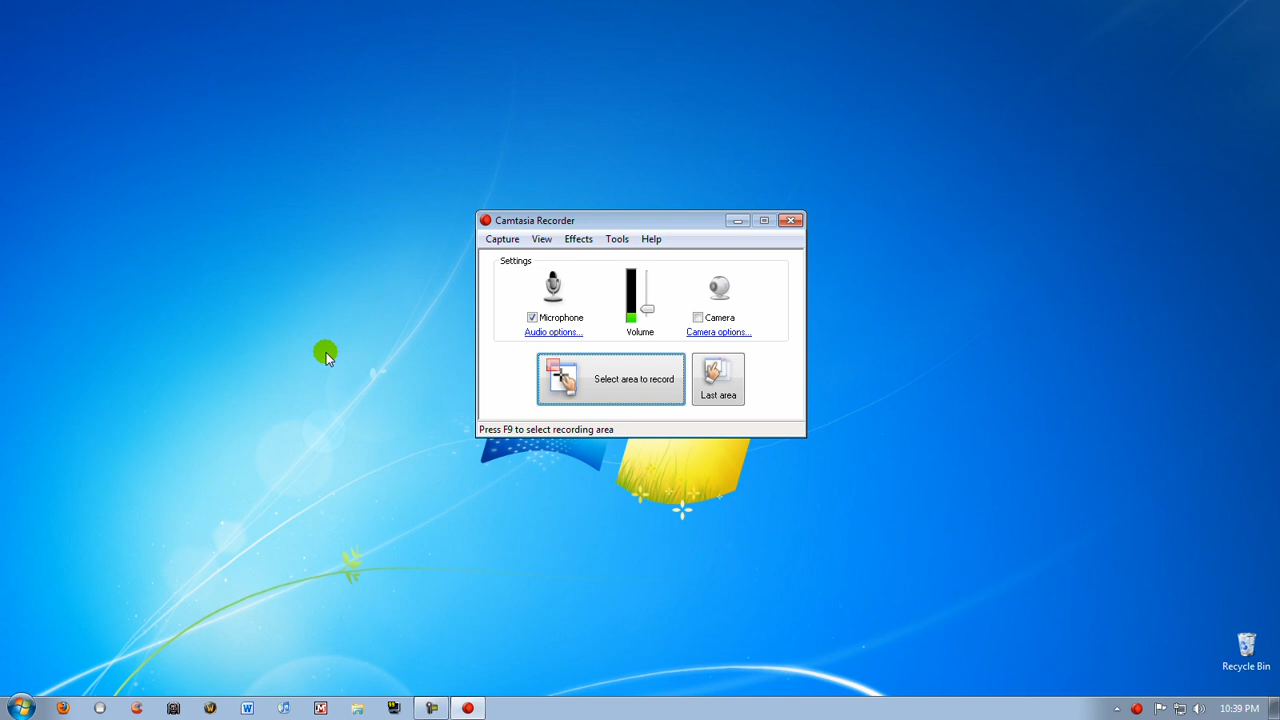 Camtasia Recorder
Capture View Effects Tools Help
Settings
Microphone
Camera
Audio options...
Volume
Camera options...
Select area to record
Last area
Press F9 to select recording area
Recycle Bin
10:39 PM